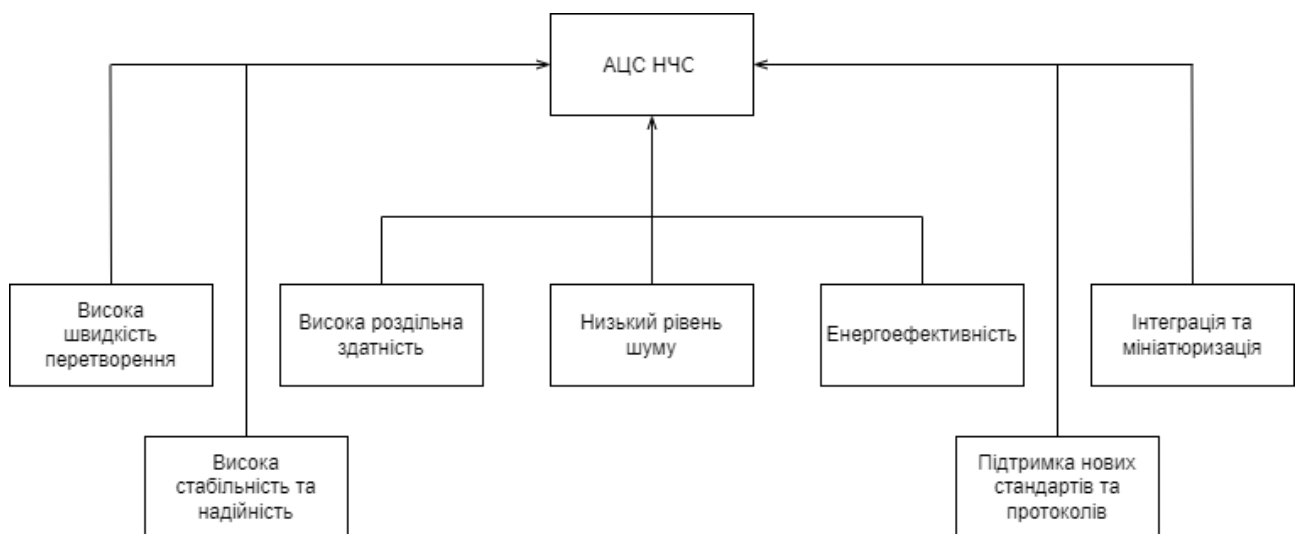 АЦС НЧС
Висока
швидкість
перетворення
Висока роздільна
здатність
Низький рівень
шуму
Енергоефективність
Інтеграція та
мініатюризація
Висока
стабільність та
надійність
Підтримка нових
стандартів та
протоколів